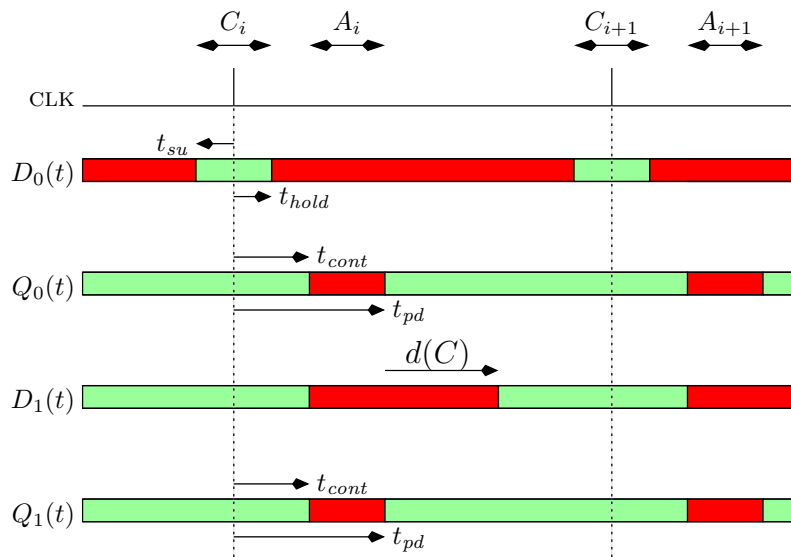 C_i A_i C_{i+1} A_{i+1}
CLK
t_{su}
D_0(t)
t_{hold}
t_{cont}
Q_0(t)
t_{pd}
d(C)
D_1(t)
t_{cont}
Q_1(t)
t_{pd}